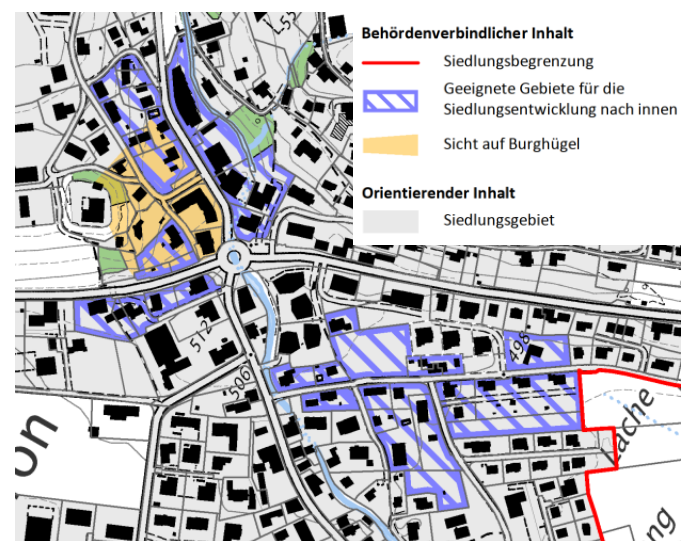 Behördenverbindlicher Inhalt
Siedlungsbegrenzung
Geeignete Gebiete für die
Siedlungsentwicklung nach innen
Sicht auf Burghügel
Orientierender Inhalt
Siedlungsgebiet
512
506
498
Lache
on
ng